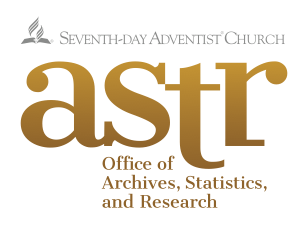 SEVENTH-DAY ADVENTIST® CHURCH
astr
Office of
Archives, Statistics,
and Research